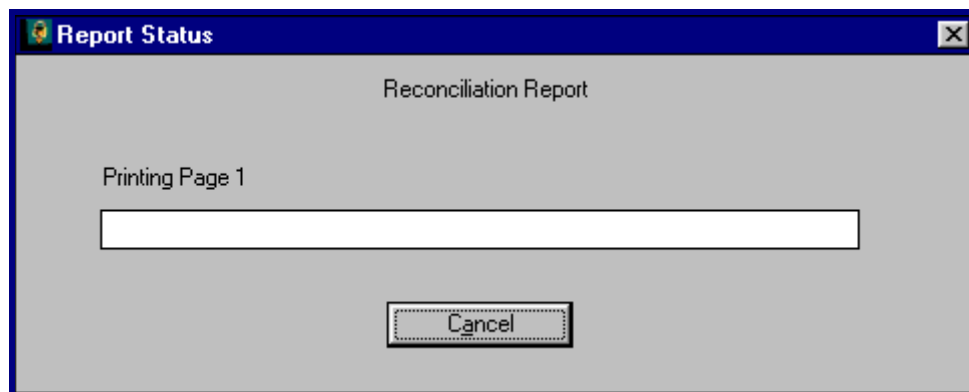 Report Status
Reconciliation Report
Printing Page 1
Cancel